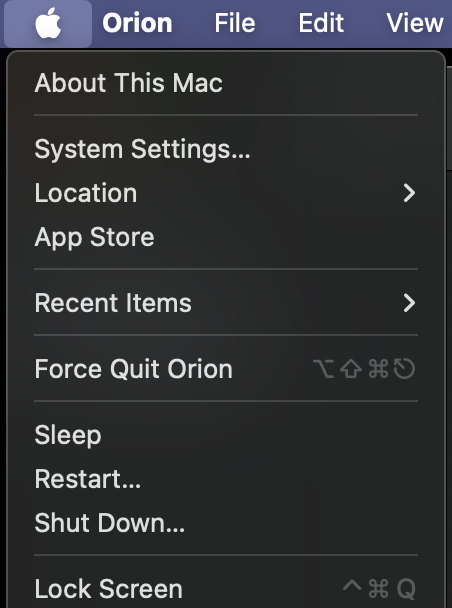 Orion File Edit View
About This Mac
System Settings...
Location
App Store
Recent Items
Force Quit Orion ⌥⇧⌘⎋
Sleep
Restart...
Shut Down...
Lock Screen ^⌘Q